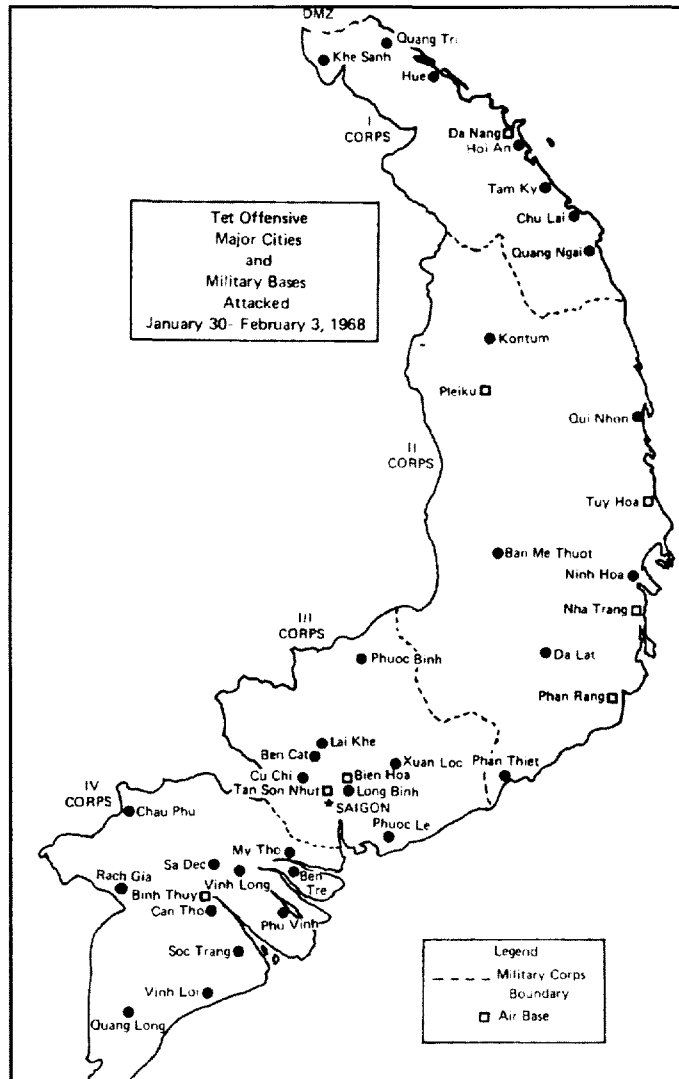 DMZ
Quang Tri
Khe Sanh
Hue
I
CORPS
Da Nang
Hoi An
Tam Ky
Chu Lai
Quang Ngai
Tet Offensive
Major Cities
and
Military Bases
Attacked
January 30- February 3, 1968
Kontum
Pleiku
Qui Nhon
II
CORPS
Tuy Hoa
Ban Me Thuot
Ninh Hoa
Nha Trang
III
CORPS
Phuoc Binh
Da Lat
Phan Rang
Lai Khe
Ben Cat
Xuan Loc
Phan Thiet
Cu Chi
Bien Hoa
Tan Son Nhut
Long Binh
SAIGON
IV
CORPS
Chau Phu
Phuoc Le
My Tho
Sa Dec
Ben
Tre
Rach Gia
Vinh Long
Binh Thuy
Can Tho
Phu Vinh
Soc Trang
Vinh Loi
Quang Long
Legend
Military Corps
Boundary
Air Base